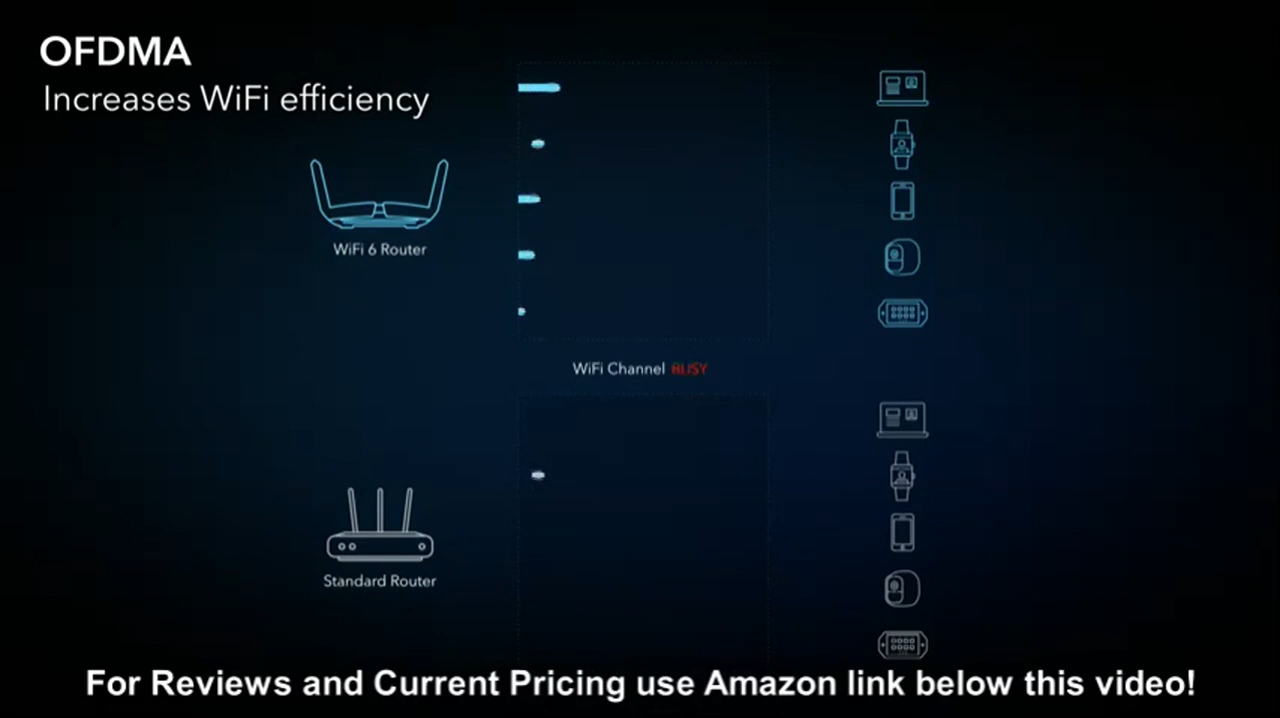 OFDMA
Increases WiFi efficiency
WiFi 6 Router
WiFi Channel BUSY
Standard Router
For Reviews and Current Pricing use Amazon link below this video!